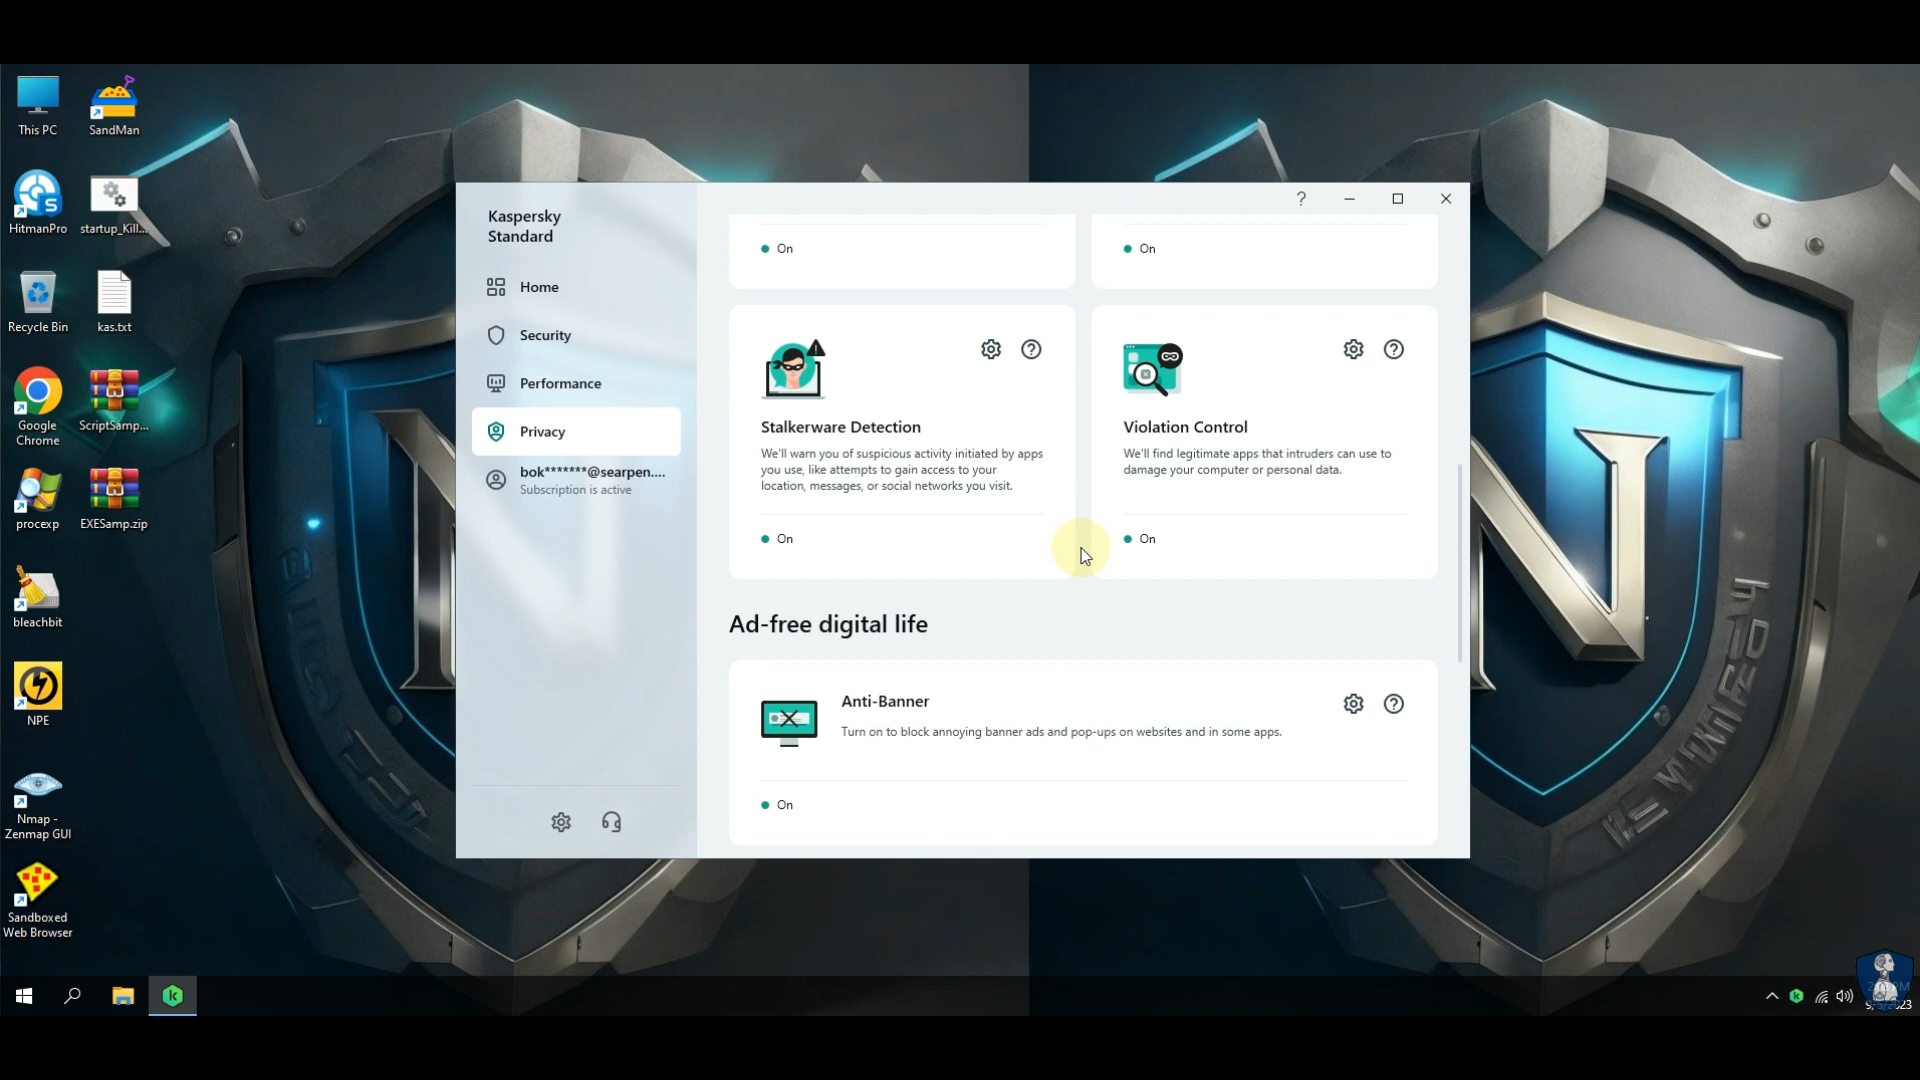 This PC
SandMan
HitmanPro
startup_Kill...
Recycle Bin
kas.txt
Google
Chrome
ScriptSamp...
procexp
EXESamp.zip
bleachbit
NPE
Nmap -
Zenmap GUI
Sandboxed
Web Browser
Kaspersky
Standard
Home
Security
Performance
Privacy
bok*******@searpen....
Subscription is active
?
On
On
Stalkerware Detection
We'll warn you of suspicious activity initiated by apps
you use, like attempts to gain access to your
location, messages, or social networks you visit.
On
Violation Control
We'll find legitimate apps that intruders can use to
damage your computer or personal data.
On
Ad-free digital life
Anti-Banner
Turn on to block annoying banner ads and pop-ups on websites and in some apps.
On
N